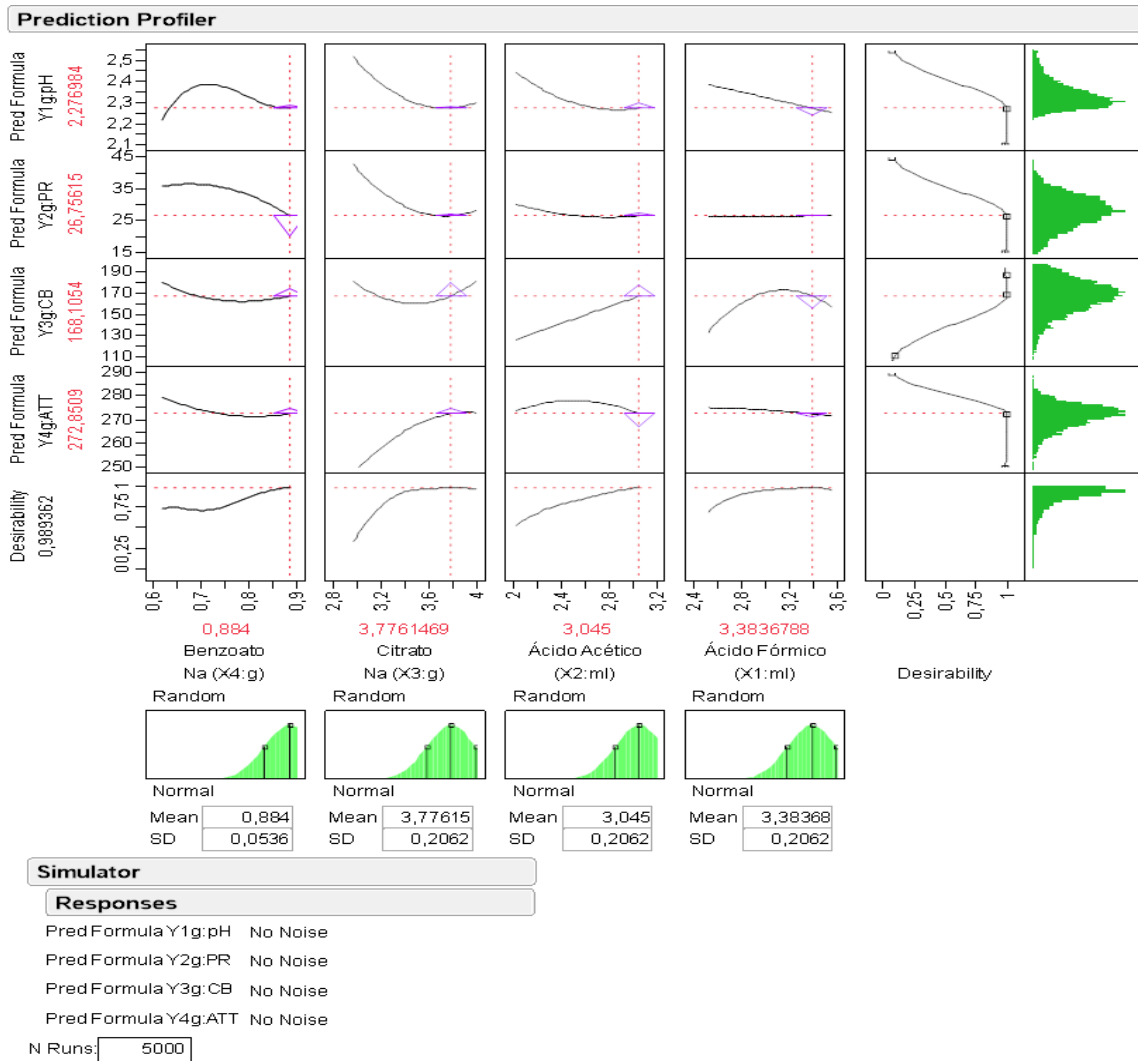 Prediction Profiler
Pred Formula
Y1g:pH
2,276984
2,5
2,4
2,3
2,2
2,1
Pred Formula
Y2g:PR
26,75615
45
35
25
15
Pred Formula
Y3g:CB
168,1054
190
170
150
130
110
Pred Formula
Y4g:ATT
272,8509
290
280
270
260
250
Desirability
0,989362
00,25 0,751
0,6 0,7 0,8 0,9 2,8 3,2 3,6 4 2 2,4 2,8 3,2 2,4 2,8 3,2 3,6 0 0,25 0,5 0,75 1
0,884 3,7761469 3,045 3,3836788
Benzoato Citrato Ácido Acético Ácido Fórmico
Na (X4:g) Na (X3:g) (X2:ml) (X1:ml) Desirability
Random Random Random Random
Normal Normal Normal Normal
Mean 0,884 Mean 3,77615 Mean 3,045 Mean 3,38368
SD 0,0536 SD 0,2062 SD 0,2062 SD 0,2062
Simulator
Responses
Pred Formula Y1g:pH No Noise
Pred Formula Y2g:PR No Noise
Pred Formula Y3g:CB No Noise
Pred Formula Y4g:ATT No Noise
N Runs: 5000